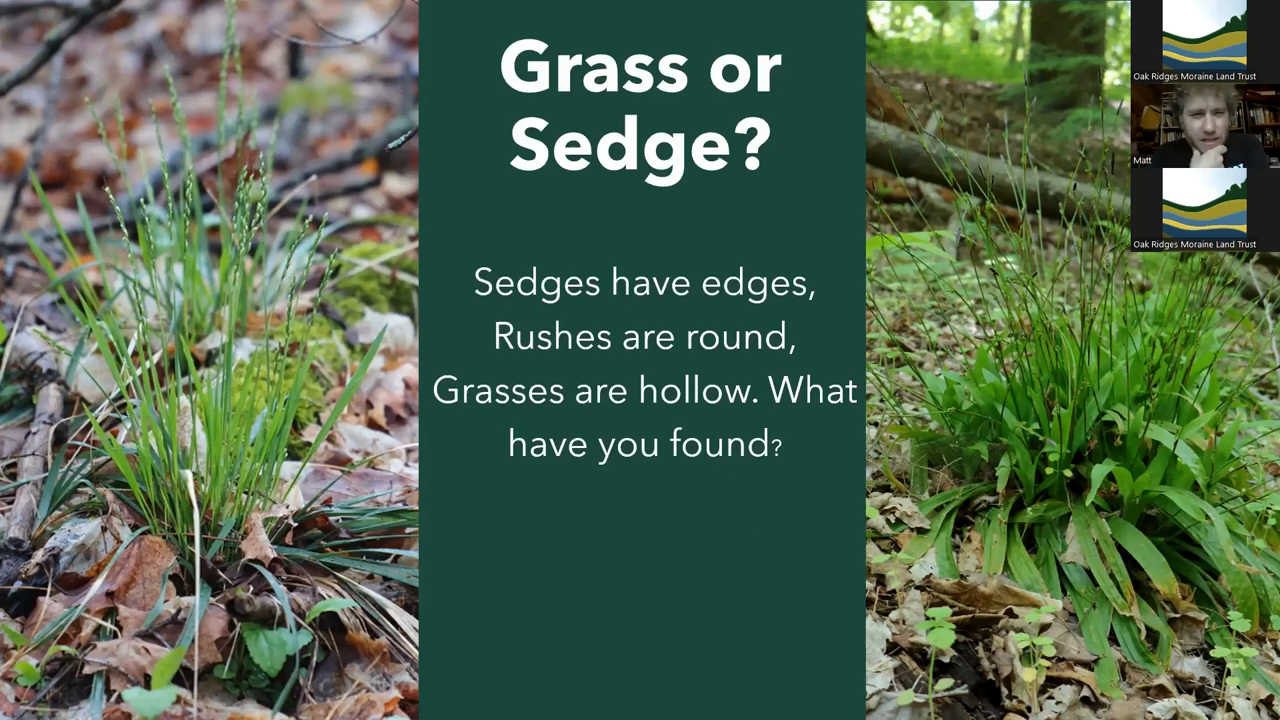 Grass or
Sedge?
Sedges have edges,
Rushes are round,
Grasses are hollow. What
have you found?
Oak Ridges Moraine Land Trust
Matt
Oak Ridges Moraine Land Trust